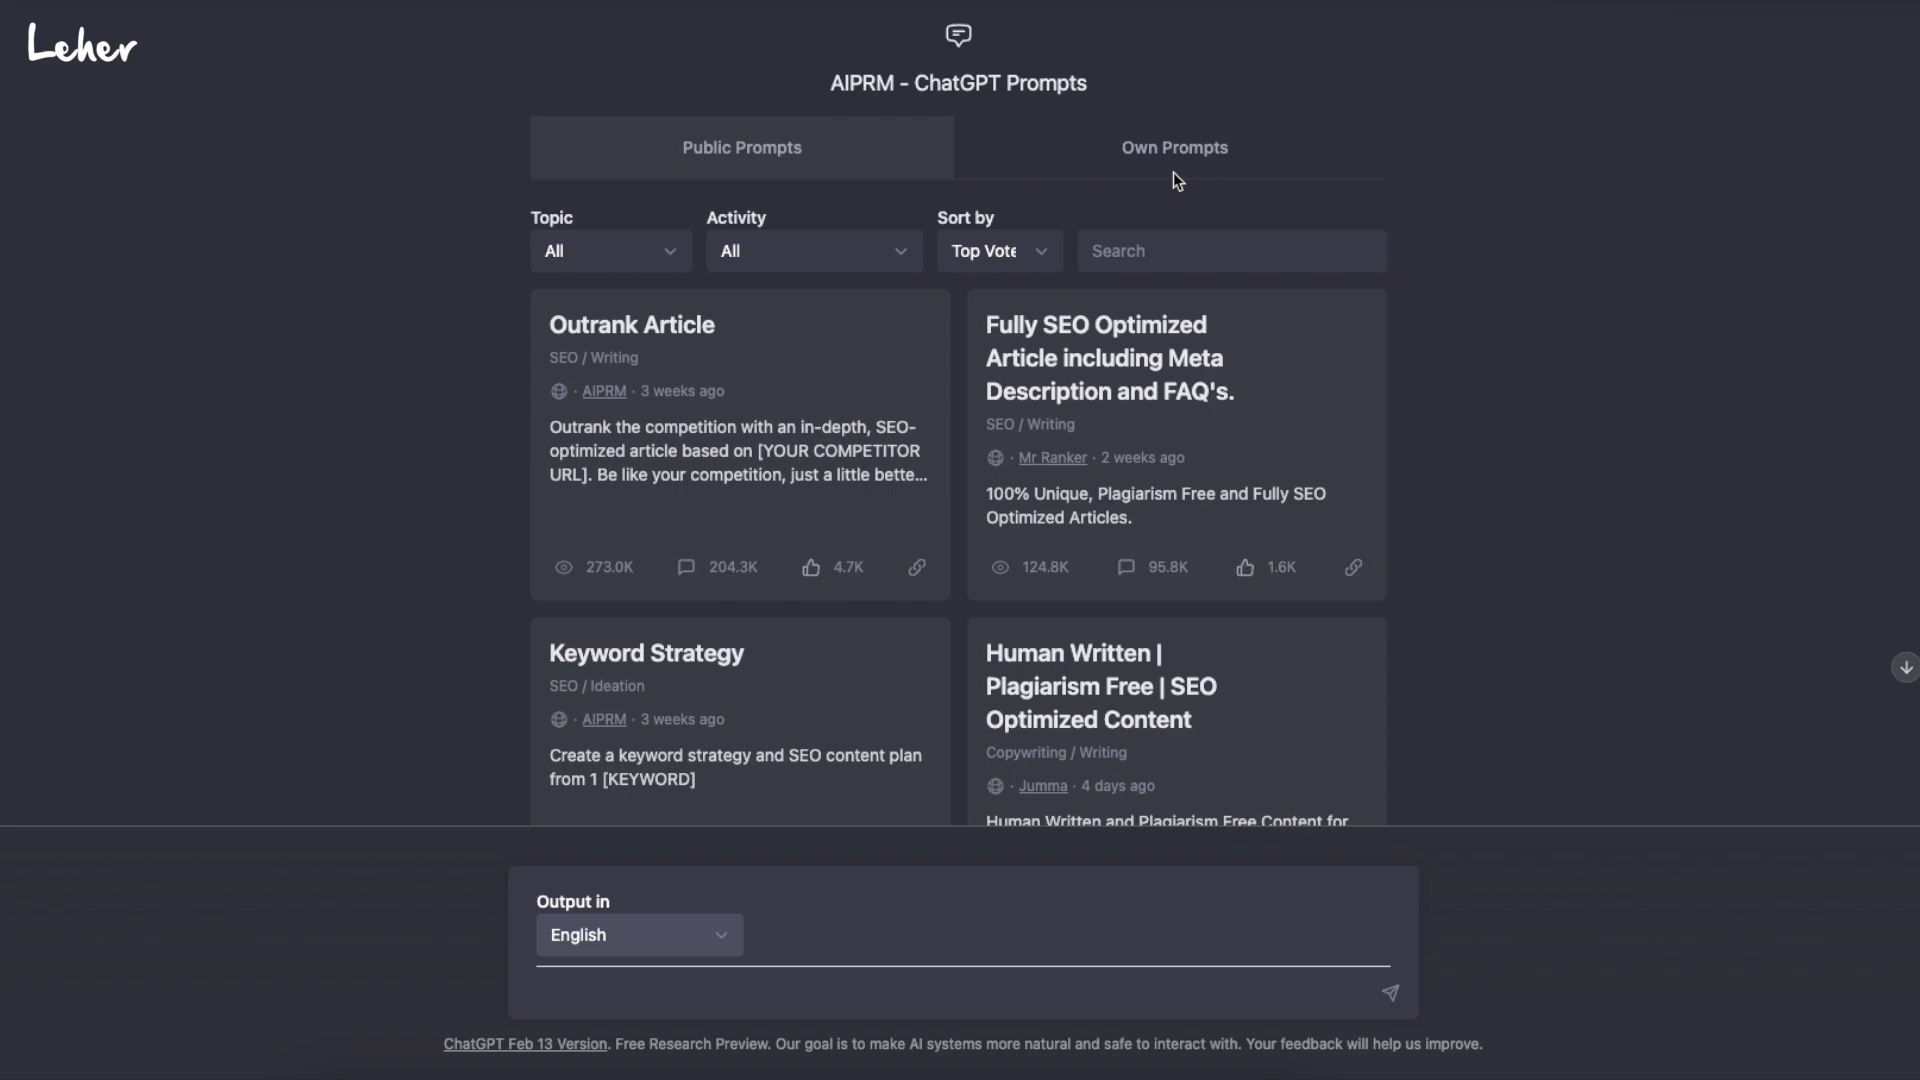 Leher
AIPRM - ChatGPT Prompts
Public Prompts
Own Prompts
Topic
Activity
Sort by
All
All
Top Vote
Search
Outrank Article
SEO / Writing
· AIPRM · 3 weeks ago
Outrank the competition with an in-depth, SEO-
optimized article based on [YOUR COMPETITOR
URL]. Be like your competition, just a little bette...
273.0K
204.3K
4.7K
Fully SEO Optimized
Article including Meta
Description and FAQ's.
SEO / Writing
· Mr Ranker · 2 weeks ago
100% Unique, Plagiarism Free and Fully SEO
Optimized Articles.
124.8K
95.8K
1.6K
Keyword Strategy
SEO / Ideation
· AIPRM · 3 weeks ago
Create a keyword strategy and SEO content plan
from 1 [KEYWORD]
Human Written |
Plagiarism Free | SEO
Optimized Content
Copywriting / Writing
· Jumma · 4 days ago
Human Written and Plagiarism Free Content for
Output in
English
ChatGPT Feb 13 Version. Free Research Preview. Our goal is to make AI systems more natural and safe to interact with. Your feedback will help us improve.